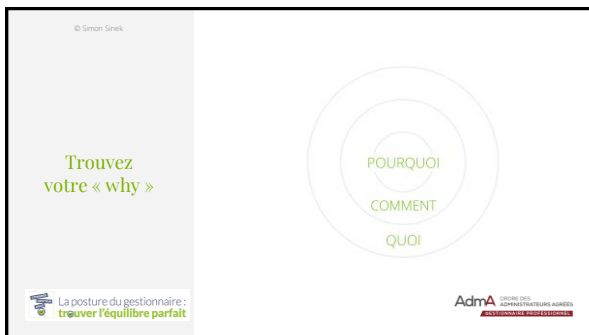 © Simon Sinek
Trouvez
votre « why »
POURQUOI
COMMENT
QUOI
La posture du gestionnaire :
trouver l'équilibre parfait
AdmA
ORDRE DES
ADMINISTRATEURS AGRÉÉS
GESTIONNAIRE PROFESSIONNEL